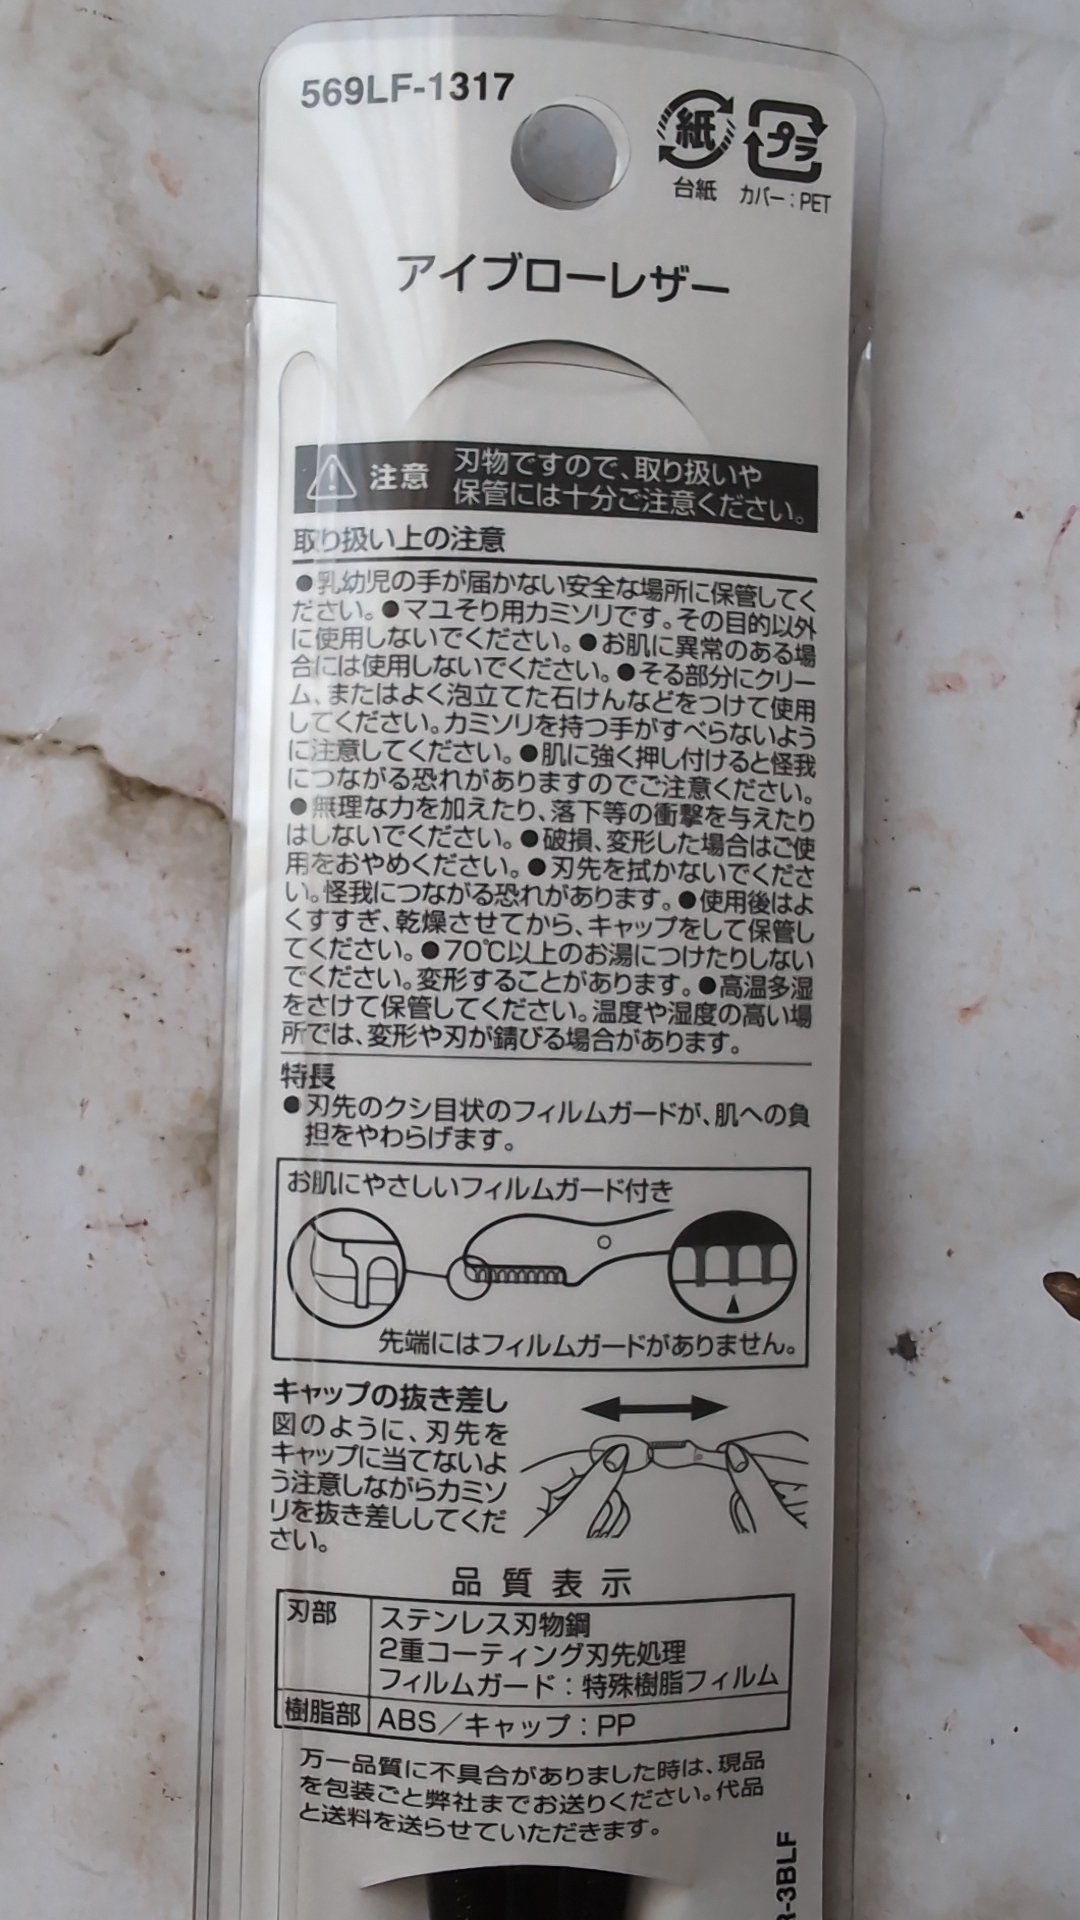 569LF-1317
紙
プラ
台紙 カバー：PET
アイブローレザー
注意 刃物ですので、取り扱いや
保管には十分ご注意ください。
取り扱い上の注意
●乳幼児の手が届かない安全な場所に保管してく
ださい。●マユそり用カミソリです。その目的以外
に使用しないでください。●お肌に異常のある場
合には使用しないでください。●そる部分にクリー
ム、またはよく泡立てた石けんなどをつけて使用
してください。カミソリを持つ手がすべらないよう
に注意してください。●肌に強く押し付けると怪我
につながる恐れがありますのでご注意ください。
●無理な力を加えたり、落下等の衝撃を与えたり
はしないでください。●破損、変形した場合はご使
用をおやめください。●刃先を拭かないでくださ
い。怪我につながる恐れがあります。●使用後はよ
くすすぎ、乾燥させてから、キャップをして保管し
てください。●70℃以上のお湯につけたりしない
でください。変形することがあります。●高温多湿
をさけて保管してください。温度や湿度の高い場
所では、変形や刃が錆びる場合があります。
特長
●刃先のクシ目状のフィルムガードが、肌への負
担をやわらげます。
お肌にやさしいフィルムガード付き
先端にはフィルムガードがありません。
キャップの抜き差し
図のように、刃先を
キャップに当てないよ
う注意しながらカミソ
リを抜き差ししてくだ
さい。
品質表示
刃部 ステンレス刃物鋼
2重コーティング刃先処理
フィルムガード：特殊樹脂フィルム
樹脂部 ABS／キャップ：PP
万一品質に不具合がありました時は、現品
を包装ごと弊社までお送りください。代品
と送料を送らせていただきます。
R-3BLF